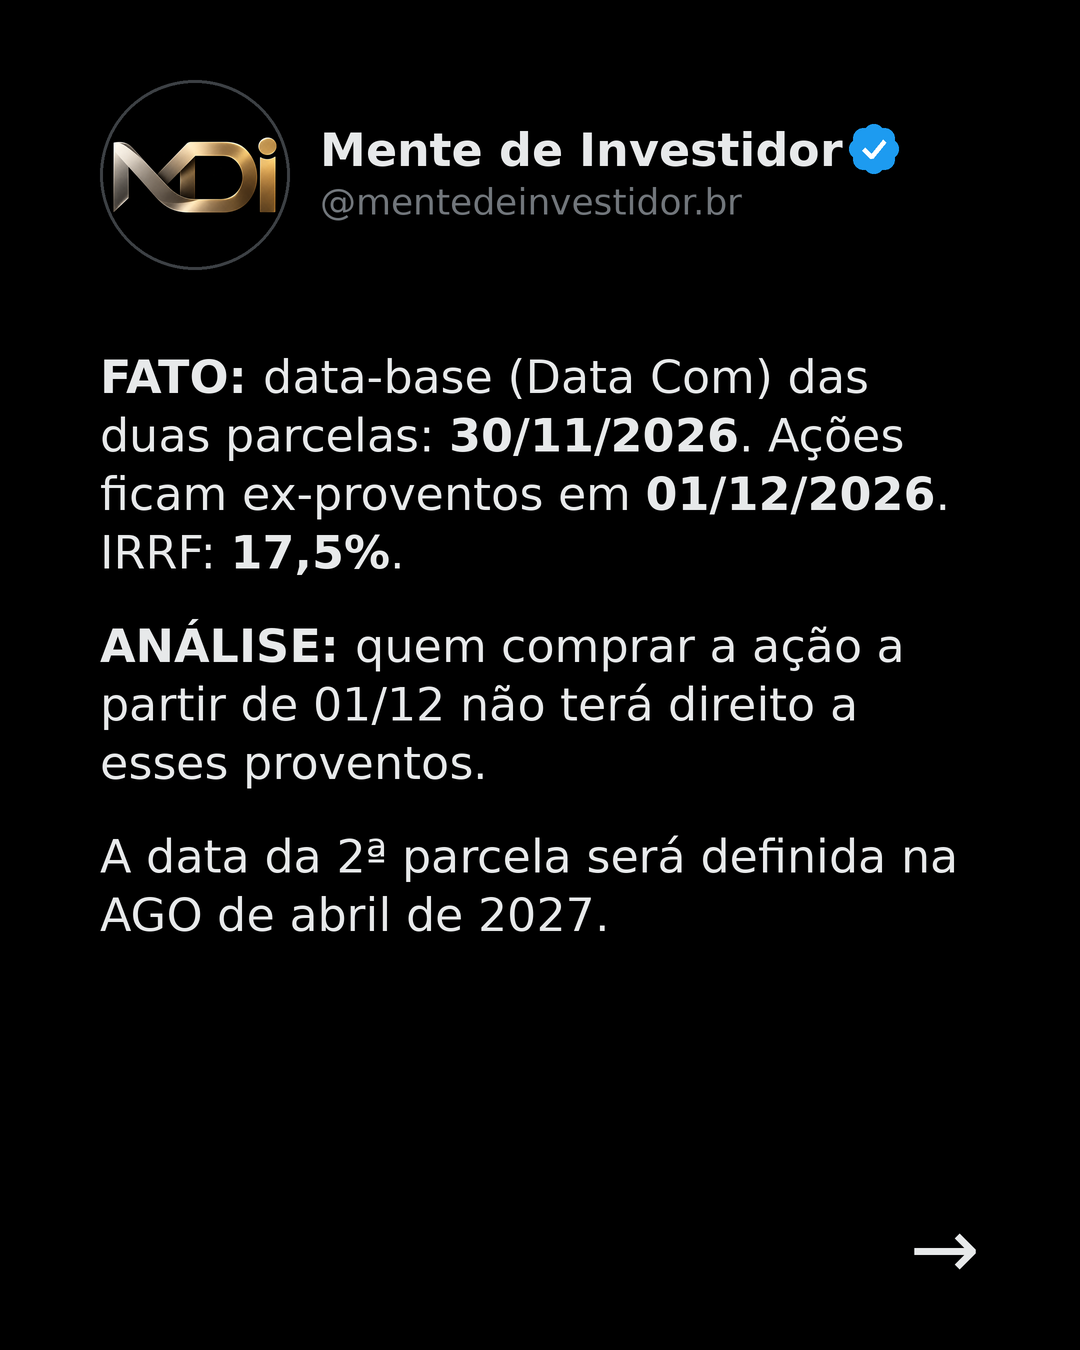 MDi
Mente de Investidor
@mentedeinvestidor.br
FATO: data-base (Data Com) das
duas parcelas: 30/11/2026. Ações
ficam ex-proventos em 01/12/2026.
IRRF: 17,5%.
ANÁLISE: quem comprar a ação a
partir de 01/12 não terá direito a
esses proventos.
A data da 2ª parcela será definida na
AGO de abril de 2027.